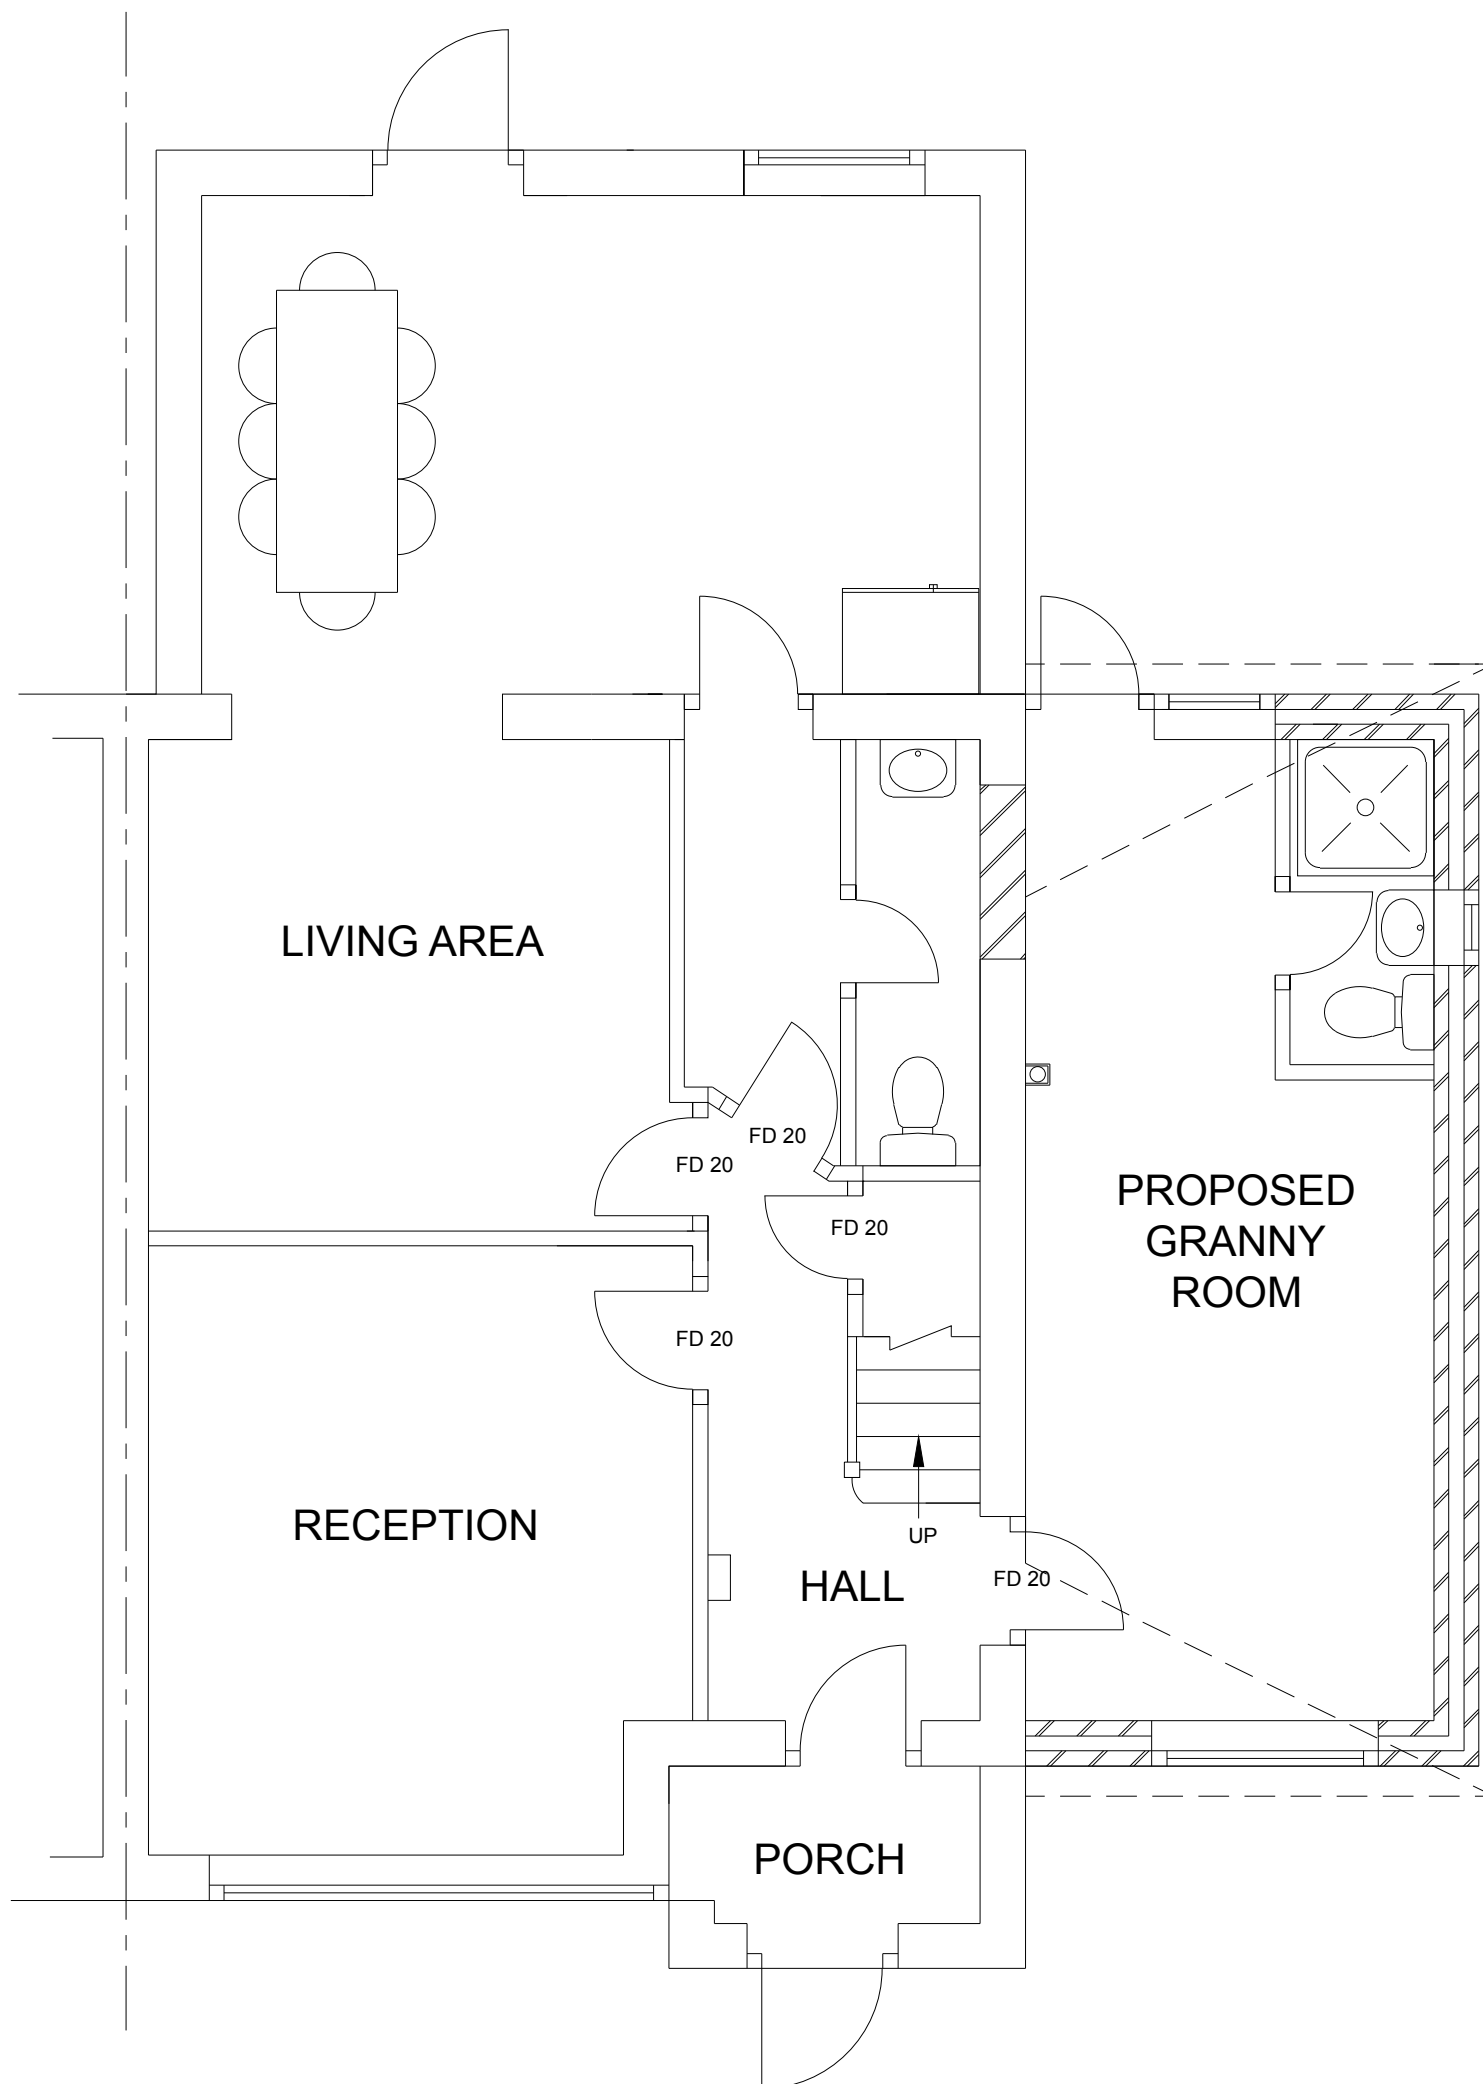 LIVING AREA
FD 20
FD 20
PROPOSED
GRANNY
ROOM
FD 20
FD 20
RECEPTION
UP
HALL
FD 20
PORCH